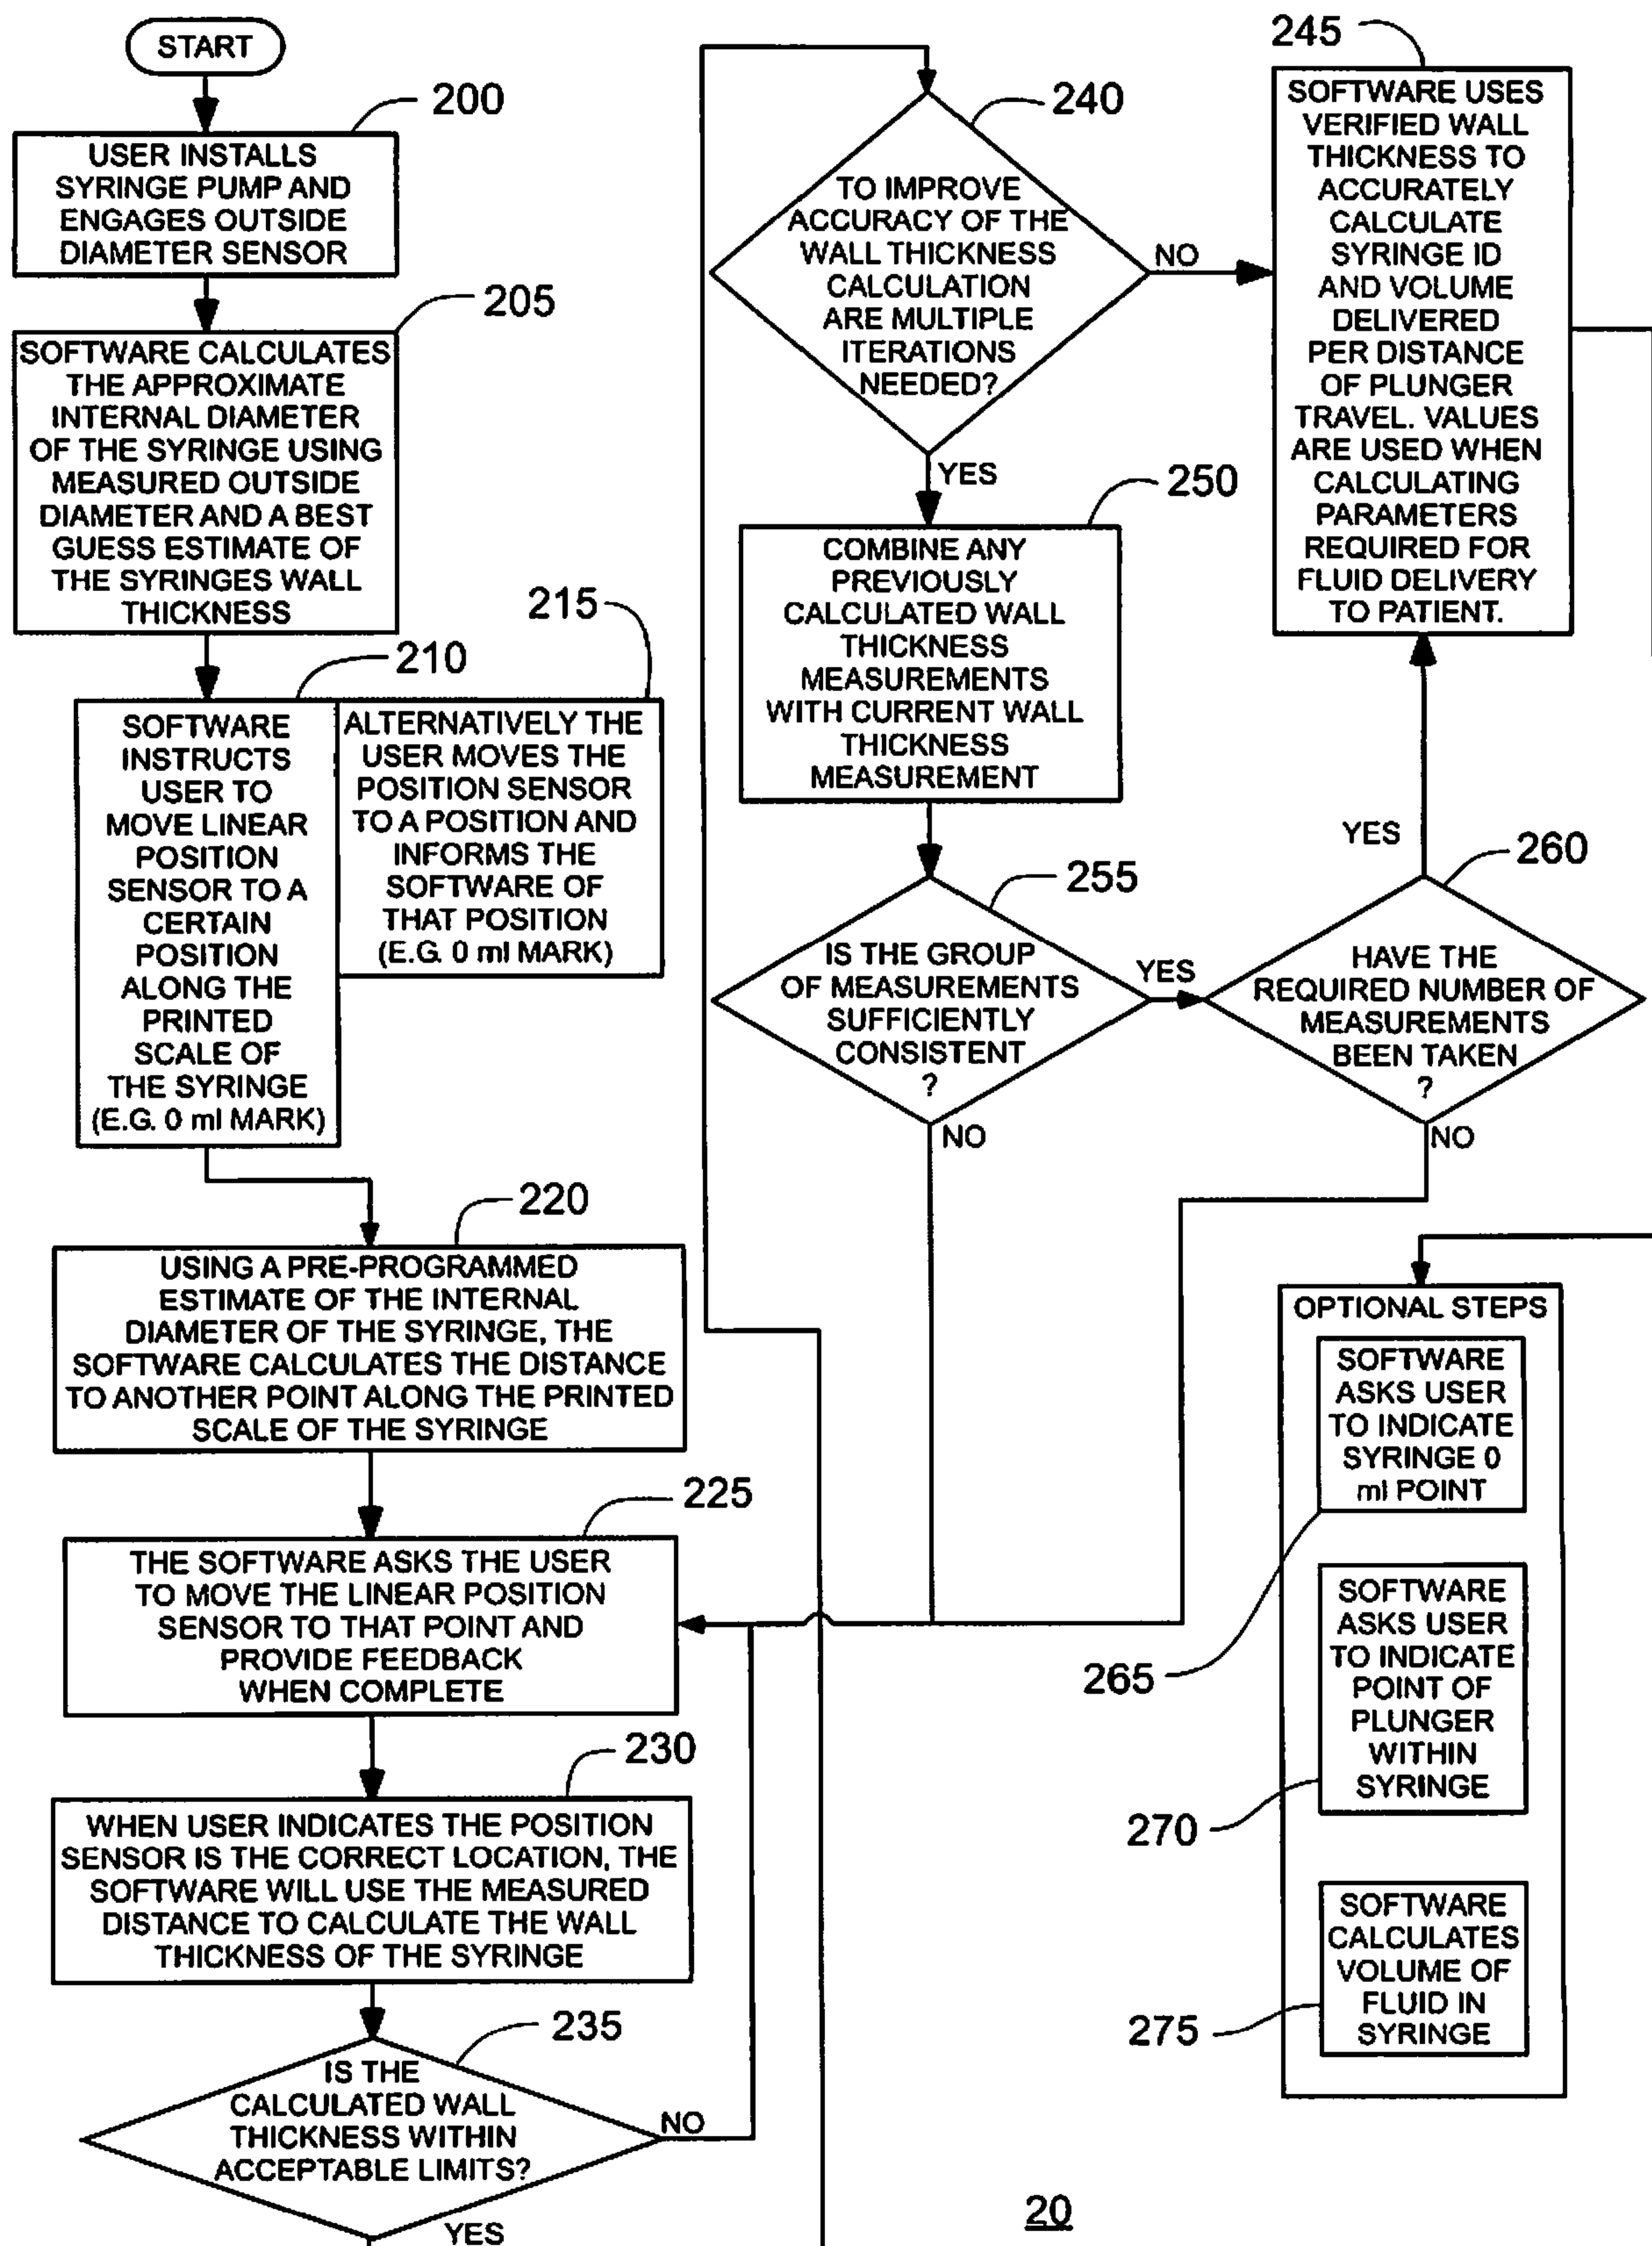 START
200
USER INSTALLS
SYRINGE PUMP AND
ENGAGES OUTSIDE
DIAMETER SENSOR
205
SOFTWARE CALCULATES
THE APPROXIMATE
INTERNAL DIAMETER
OF THE SYRINGE USING
MEASURED OUTSIDE
DIAMETER AND A BEST
GUESS ESTIMATE OF
THE SYRINGES WALL
THICKNESS
210
SOFTWARE
INSTRUCTS
USER TO
MOVE LINEAR
POSITION
SENSOR TO A
CERTAIN
POSITION
ALONG THE
PRINTED
SCALE OF
THE SYRINGE
(E.G. 0 ml MARK)
215
ALTERNATIVELY THE
USER MOVES THE
POSITION SENSOR
TO A POSITION AND
INFORMS THE
SOFTWARE OF
THAT POSITION
(E.G. 0 ml MARK)
220
USING A PRE-PROGRAMMED
ESTIMATE OF THE INTERNAL
DIAMETER OF THE SYRINGE, THE
SOFTWARE CALCULATES THE DISTANCE
TO ANOTHER POINT ALONG THE PRINTED
SCALE OF THE SYRINGE
225
THE SOFTWARE ASKS THE USER
TO MOVE THE LINEAR POSITION
SENSOR TO THAT POINT AND
PROVIDE FEEDBACK
WHEN COMPLETE
230
WHEN USER INDICATES THE POSITION
SENSOR IS THE CORRECT LOCATION, THE
SOFTWARE WILL USE THE MEASURED
DISTANCE TO CALCULATE THE WALL
THICKNESS OF THE SYRINGE
235
IS THE
CALCULATED WALL
THICKNESS WITHIN
ACCEPTABLE LIMITS?
NO
YES
240
TO IMPROVE
ACCURACY OF THE
WALL THICKNESS
CALCULATION
ARE MULTIPLE
ITERATIONS
NEEDED?
NO
YES
245
SOFTWARE USES
VERIFIED WALL
THICKNESS TO
ACCURATELY
CALCULATE
SYRINGE ID
AND VOLUME
DELIVERED
PER DISTANCE
OF PLUNGER
TRAVEL. VALUES
ARE USED WHEN
CALCULATING
PARAMETERS
REQUIRED FOR
FLUID DELIVERY
TO PATIENT.
250
COMBINE ANY
PREVIOUSLY
CALCULATED WALL
THICKNESS
MEASUREMENTS
WITH CURRENT WALL
THICKNESS
MEASUREMENT
255
IS THE GROUP
OF MEASUREMENTS
SUFFICIENTLY
CONSISTENT
?
YES
NO
260
HAVE THE
REQUIRED NUMBER OF
MEASUREMENTS
BEEN TAKEN
?
YES
NO
OPTIONAL STEPS
SOFTWARE
ASKS USER
TO INDICATE
SYRINGE 0
ml POINT
265
SOFTWARE
ASKS USER
TO INDICATE
POINT OF
PLUNGER
WITHIN
SYRINGE
270
SOFTWARE
CALCULATES
VOLUME OF
FLUID IN
SYRINGE
275
20